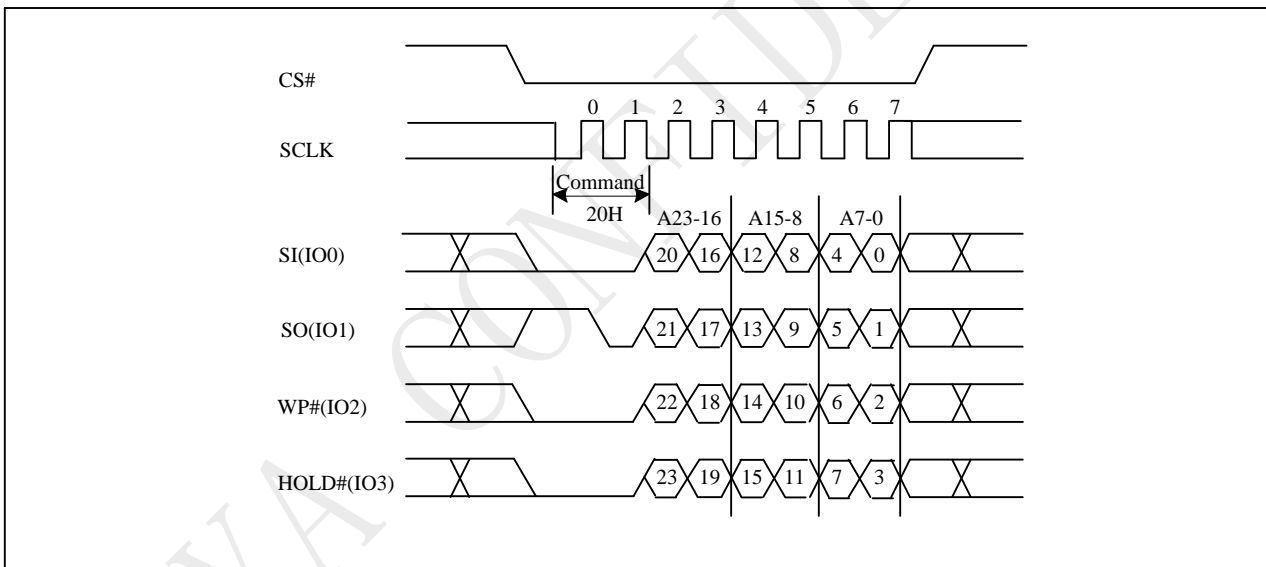 CS#
0 1 2 3 4 5 6 7
SCLK
Command
20H
A23-16 A15-8 A7-0
SI(IO0) 20 16 12 8 4 0
SO(IO1) 21 17 13 9 5 1
WP#(IO2) 22 18 14 10 6 2
HOLD#(IO3) 23 19 15 11 7 3